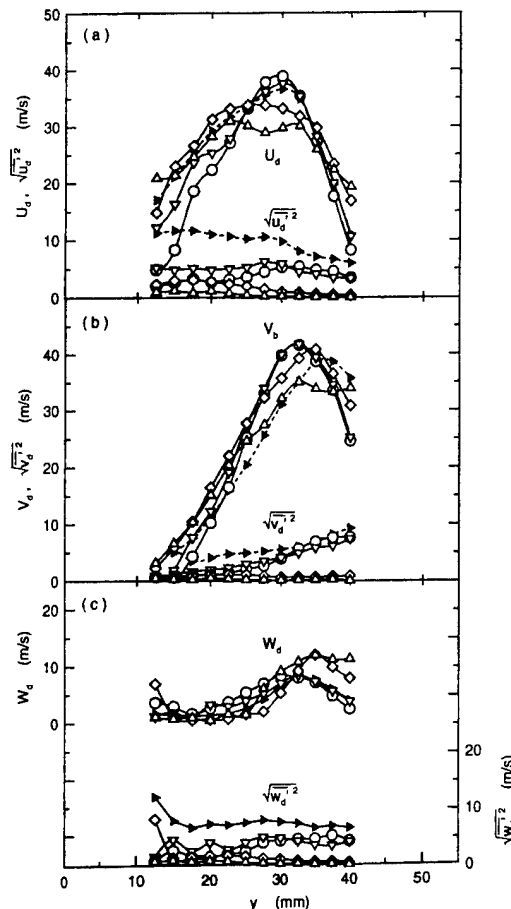 (a)
50
40
30
20
10
0
U_d , √u_d'² (m/s)
U_d
√u_d'²
(b)
40
30
20
10
0
V_d , √v_d'² (m/s)
V_b
√v_d'²
(c)
20
10
0
W_d (m/s)
W_d
√w_d'²
20
10
0
(m/s)
0 10 20 30 40 50
y (mm)